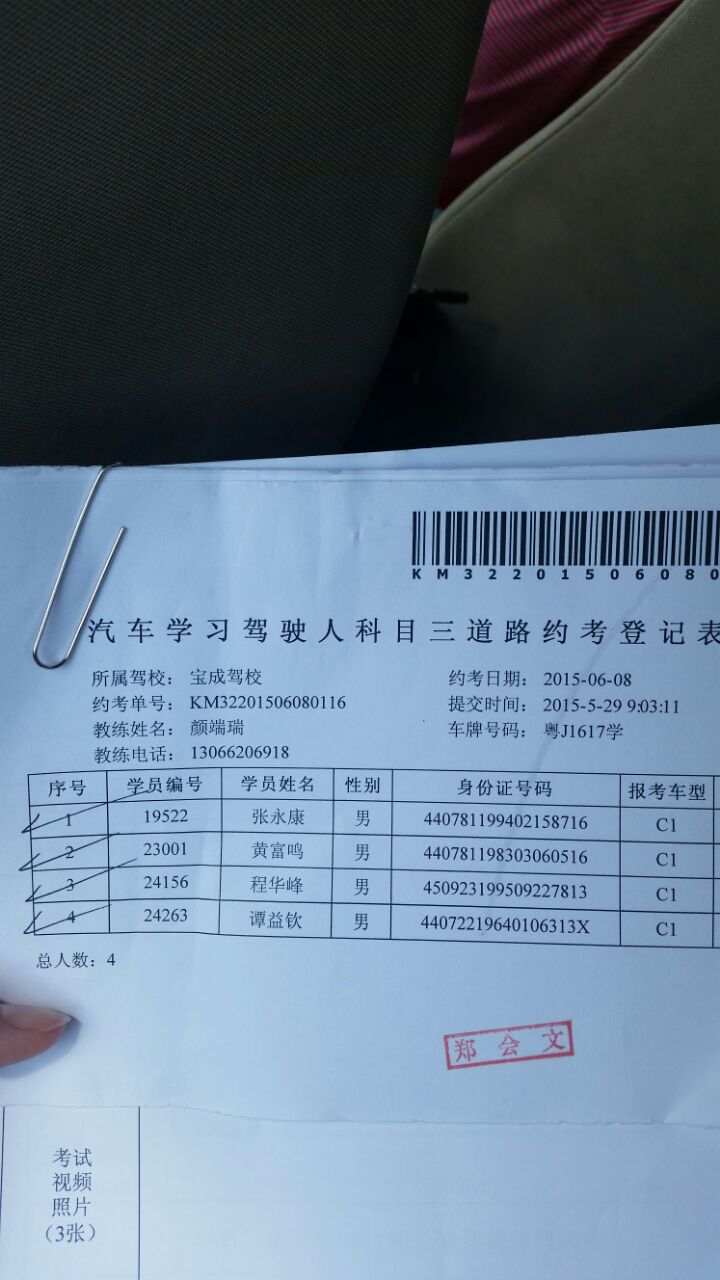 KM32201506080
汽车学习驾驶人科目三道路约考登记表
所属驾校： 宝成驾校 约考日期： 2015-06-08
约考单号： KM32201506080116 提交时间： 2015-5-29 9:03:11
教练姓名： 颜端瑞 车牌号码： 粤J1617学
教练电话： 13066206918
序号 学员编号 学员姓名 性别 身份证号码 报考车型
1 19522 张永康 男 440781199402158716 C1
2 23001 黄富鸣 男 440781198303060516 C1
3 24156 程华峰 男 450923199509227813 C1
4 24263 谭益钦 男 44072219640106313X C1
总人数：4
郑会文
考试
视频
照片
（3张）